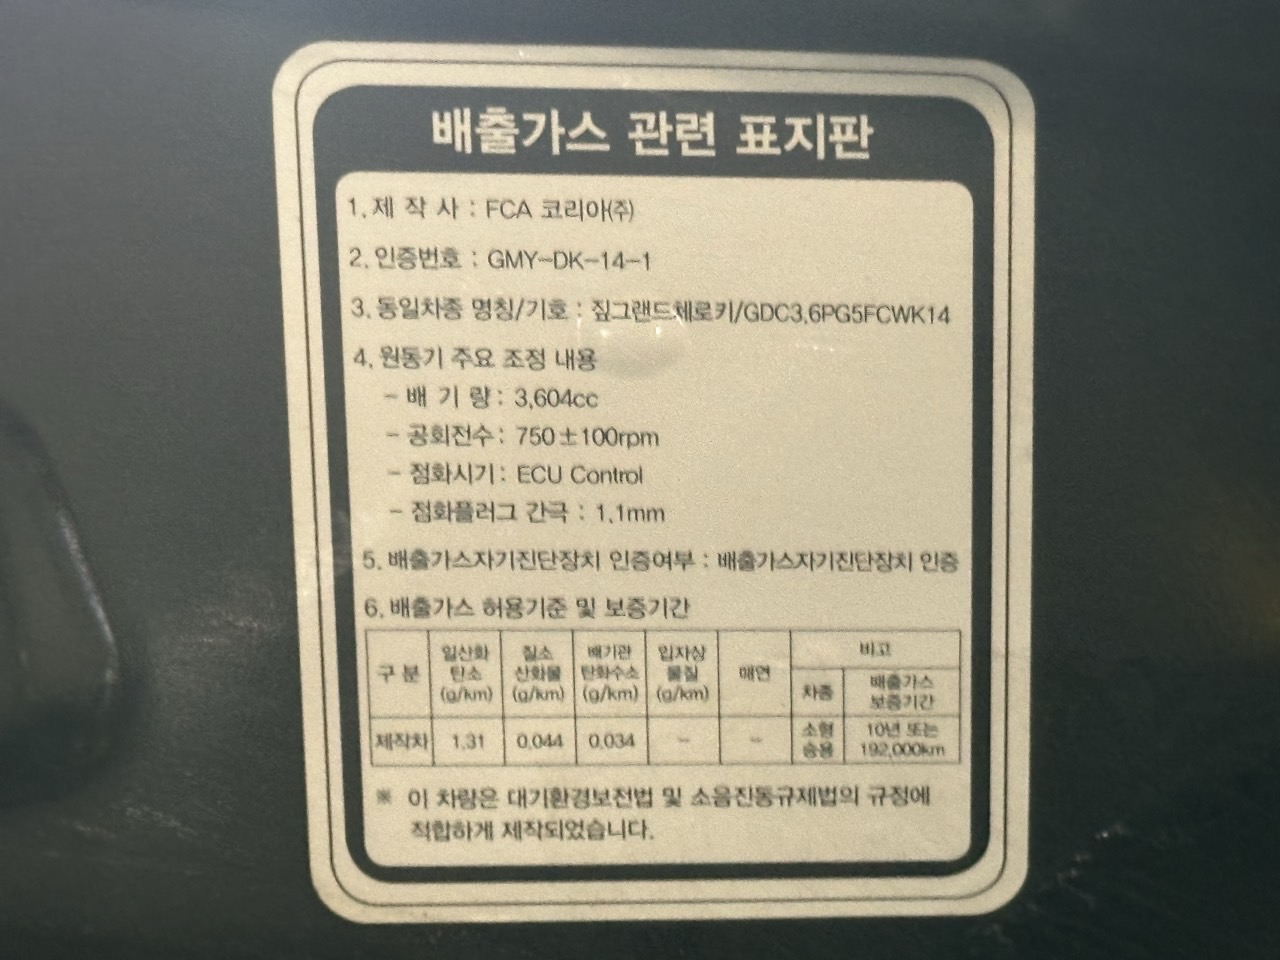 배출가스 관련 표지판
1. 제 작 사 : FCA 코리아(주)
2. 인증번호 : GMY-DK-14-1
3. 동일차종 명칭/기호 : 짚그랜드체로키/GDC3.6PG5FCWK14
4. 원동기 주요 조정 내용
- 배 기 량 : 3,604cc
- 공회전수 : 750±100rpm
- 점화시기 : ECU Control
- 점화플러그 간극 : 1.1mm
5. 배출가스자기진단장치 인증여부 : 배출가스자기진단장치 인증
6. 배출가스 허용기준 및 보증기간
구 분 일산화탄소 (g/km) 질소산화물 (g/km) 배기관탄화수소 (g/km) 입자상물질 (g/km) 매연 비고
차종 배출가스 보증기간
제작차 1.31 0.044 0.034 - - 소형승용 10년 또는 192,000km
※ 이 차량은 대기환경보전법 및 소음진동규제법의 규정에
적합하게 제작되었습니다.